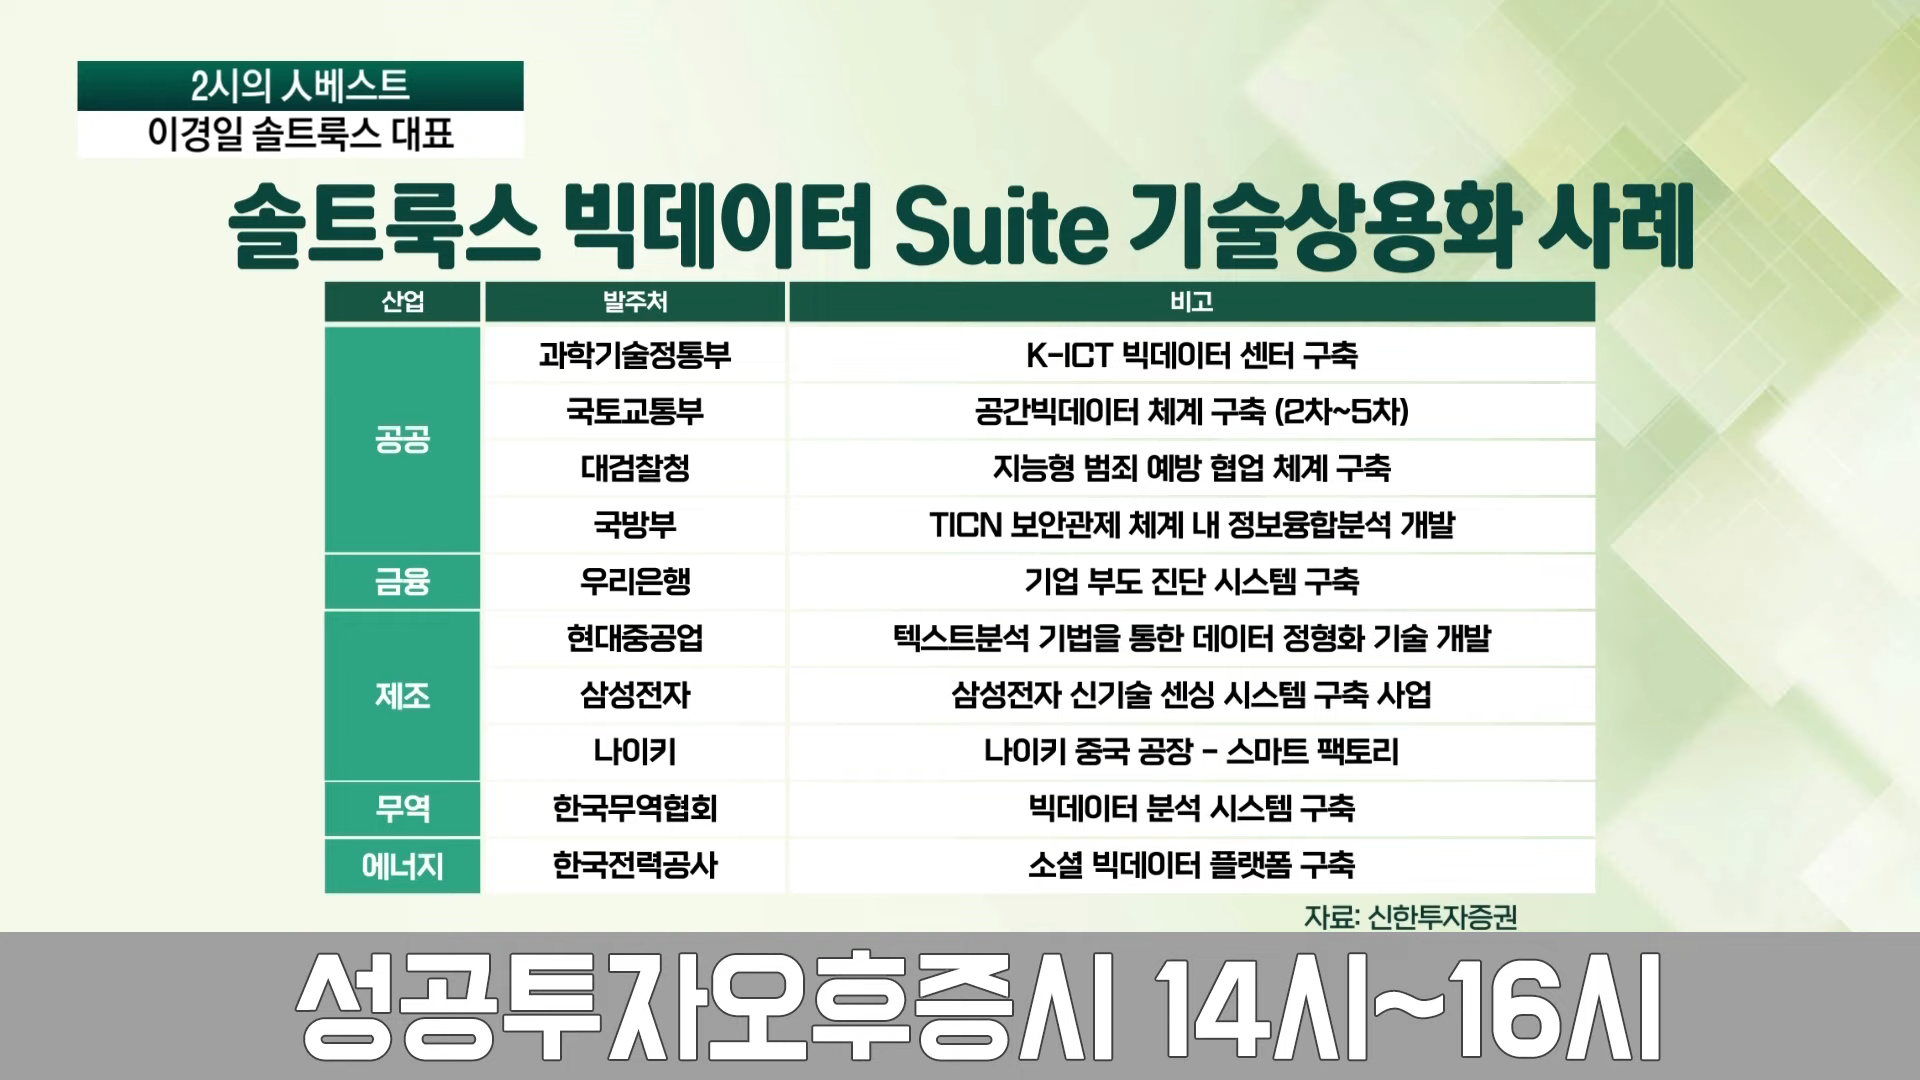 2시의 人베스트
이경일 솔트룩스 대표
솔트룩스 빅데이터 Suite 기술상용화 사례
산업 발주처 비고
공공 과학기술정통부 K-ICT 빅데이터 센터 구축
국토교통부 공간빅데이터 체계 구축 (2차~5차)
대검찰청 지능형 범죄 예방 협업 체계 구축
국방부 TICN 보안관제 체계 내 정보융합분석 개발
금융 우리은행 기업 부도 진단 시스템 구축
현대중공업 텍스트분석 기법을 통한 데이터 정형화 기술 개발
제조 삼성전자 삼성전자 신기술 센싱 시스템 구축 사업
나이키 나이키 중국 공장 - 스마트 팩토리
무역 한국무역협회 빅데이터 분석 시스템 구축
에너지 한국전력공사 소셜 빅데이터 플랫폼 구축
자료: 신한투자증권
성공투자오후증시 14시~16시